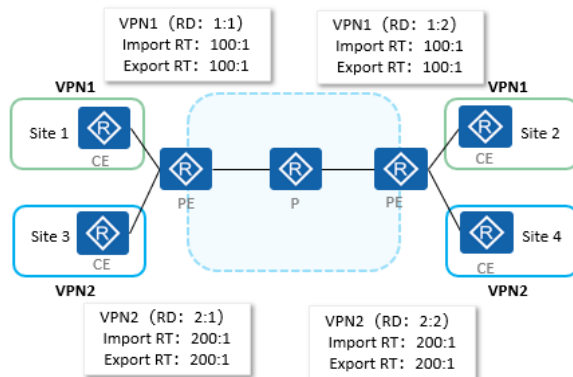 VPN1 (RD: 1:1)
Import RT: 100:1
Export RT: 100:1
VPN1 (RD: 1:2)
Import RT: 100:1
Export RT: 100:1
VPN1
VPN1
Site 1
R
CE
R
Site 2
CE
R
PE
R
P
R
PE
Site 3
R
CE
R
Site 4
CE
VPN2
VPN2
VPN2 (RD: 2:1)
Import RT: 200:1
Export RT: 200:1
VPN2 (RD: 2:2)
Import RT: 200:1
Export RT: 200:1